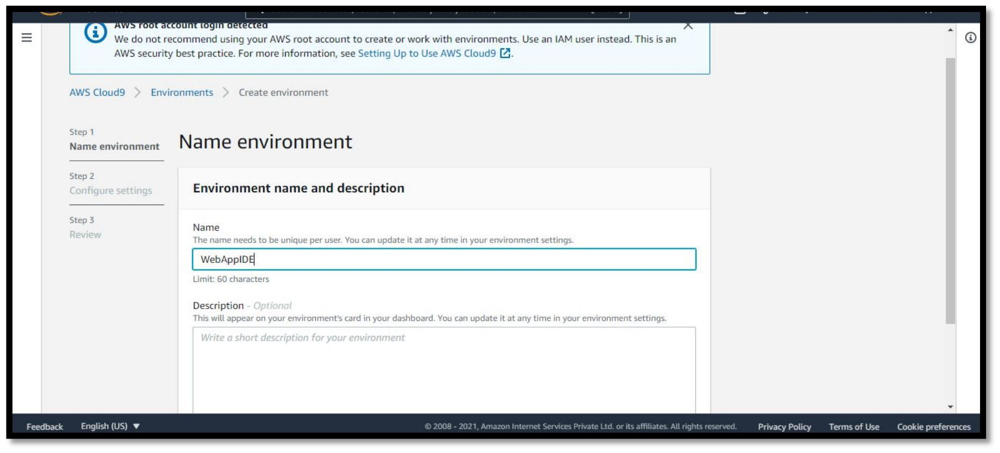 AWS root account login detected
We do not recommend using your AWS root account to create or work with environments. Use an IAM user instead. This is an
AWS security best practice. For more information, see Setting Up to Use AWS Cloud9.
AWS Cloud9 > Environments > Create environment
Step 1
Name environment
Step 2
Configure settings
Step 3
Review
Name environment
Environment name and description
Name
The name needs to be unique per user. You can update it at any time in your environment settings.
WebAppIDE
Limit: 60 characters
Description - Optional
This will appear on your environment's card in your dashboard. You can update it at any time in your environment settings.
Write a short description for your environment
Feedback English (US) ▼ © 2008 - 2021, Amazon Internet Services Private Ltd. or its affiliates. All rights reserved. Privacy Policy Terms of Use Cookie preferences